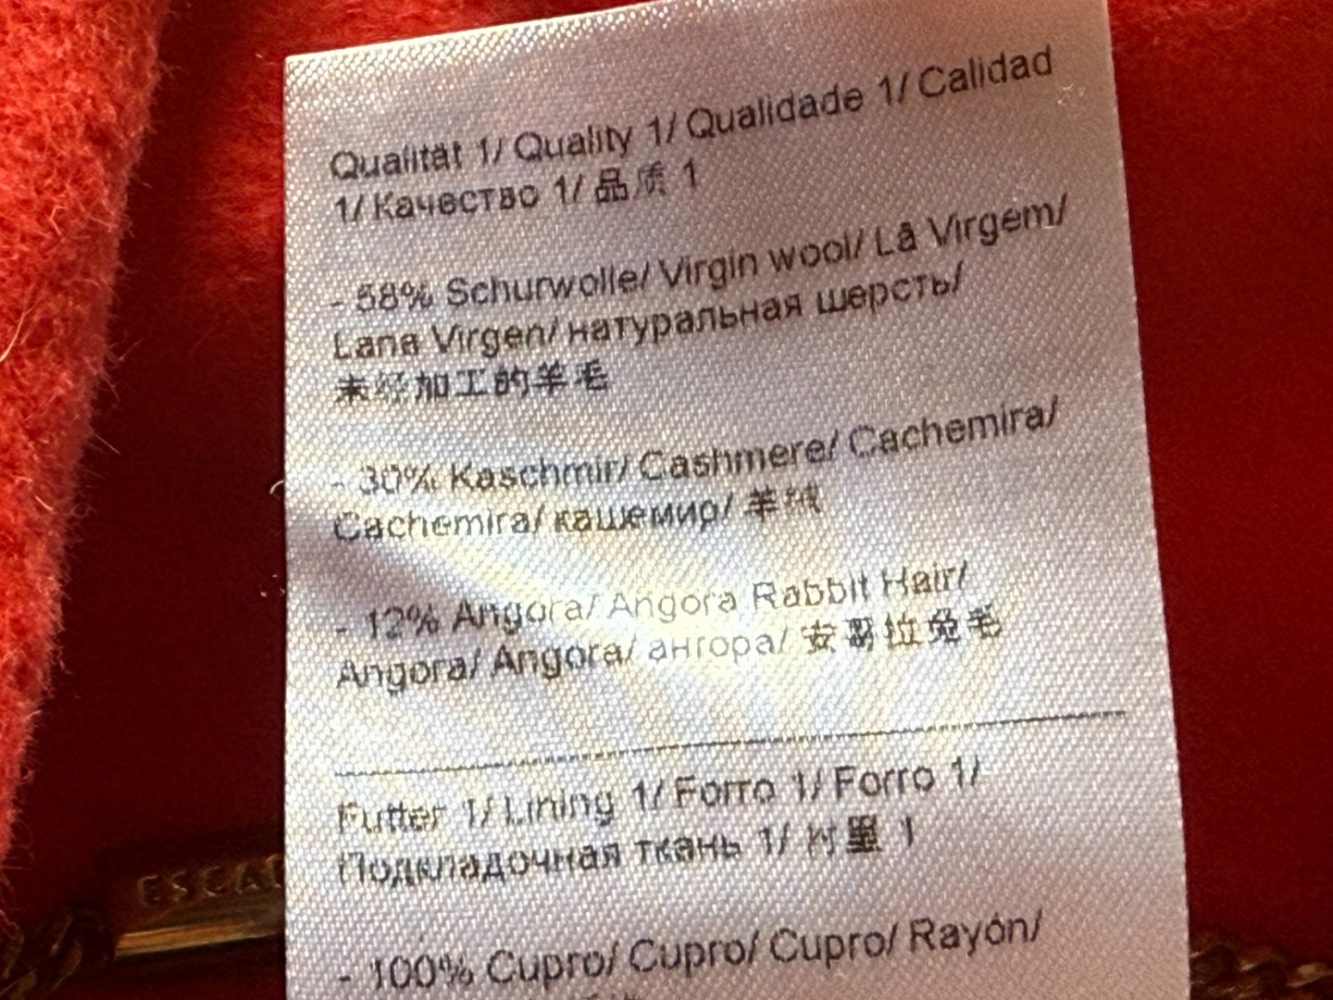 Qualität 1/ Quality 1/ Qualidade 1/ Calidad
1/ Качество 1/ 品质 1
- 58% Schurwolle/ Virgin wool/ Lã Virgem/
Lana Virgen/ натуральная шерсть/
未经加工的羊毛
- 30% Kaschmir/ Cashmere/ Cachemira/
Cachemira/ кашемир/ 羊绒
- 12% Angora/ Angora Rabbit Hair/
Angora/ Angora/ ангора/ 安哥拉兔毛
Futter 1/ Lining 1/ Forro 1/ Forro 1/
Подкладочная ткань 1/ 衬里 1
ESCAD
- 100% Cupro/ Cupro/ Cupro/ Rayón/